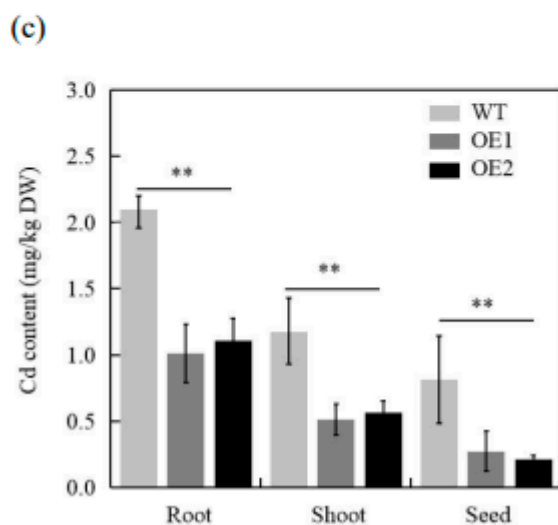 (c)
3.0
2.5
2.0
1.5
1.0
0.5
0.0
Cd content (mg/kg DW)
WT
OE1
OE2
**
**
**
Root Shoot Seed